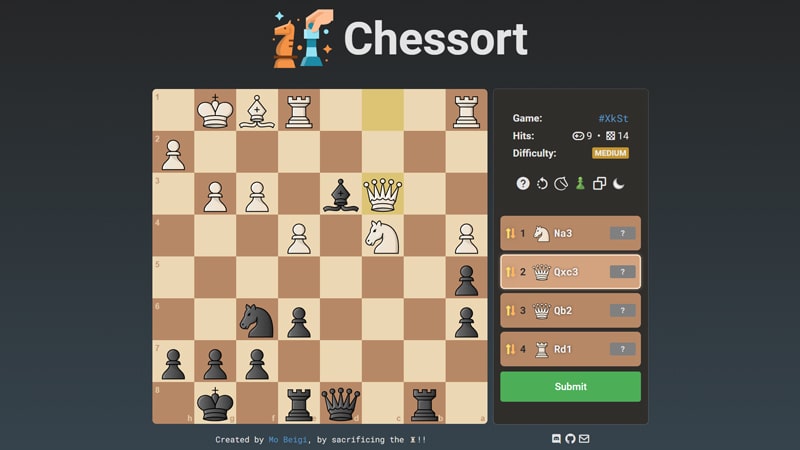 Chessort
1
2
3
4
5
6
7
8
h g f e d c b a
Game: #XkSt
Hits: 9 • 14
Difficulty: MEDIUM
?
1 Na3 ?
2 Qxc3 ?
3 Qb2 ?
4 Rd1 ?
Submit
Created by Mo Beigi, by sacrificing the ♜!!